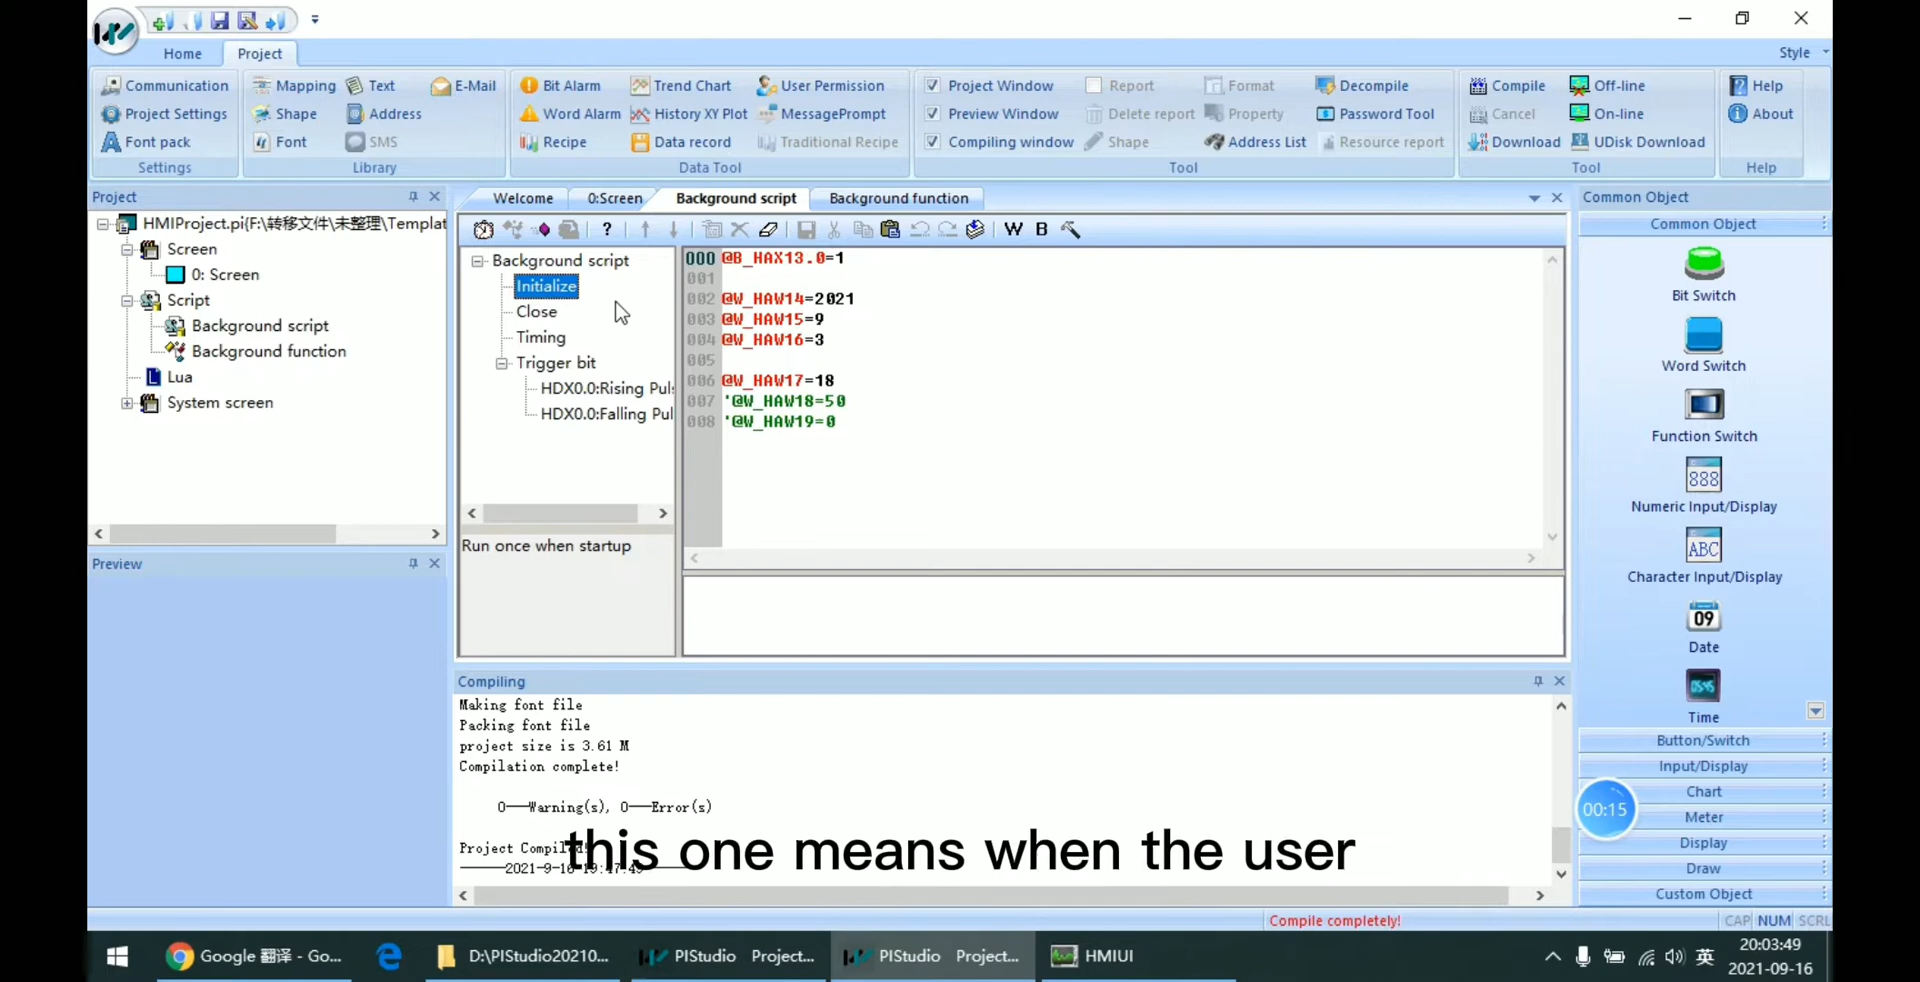 Home
Project
Style
Communication
Project Settings
Font pack
Settings
Mapping
Text
E-Mail
Shape
Address
Font
SMS
Library
Bit Alarm
Trend Chart
User Permission
Word Alarm
History XY Plot
MessagePrompt
Recipe
Data record
Traditional Recipe
Data Tool
Project Window
Report
Format
Decompile
Preview Window
Delete report
Property
Password Tool
Compiling window
Shape
Address List
Resource report
Tool
Compile
Off-line
Cancel
On-line
Download
UDisk Download
Tool
Help
About
Help
Project
HMIProject.pi{F:\转移文件\未整理\Templat
Screen
0: Screen
Script
Background script
Background function
Lua
System screen
Preview
Welcome
0:Screen
Background script
Background function
? W B
Background script
Initialize
Close
Timing
Trigger bit
HDX0.0:Rising Pul
HDX0.0:Falling Pul
Run once when startup
000 @B_HAX13.0=1
001
002 @W_HAW14=2021
003 @W_HAW15=9
004 @W_HAW16=3
005
006 @W_HAW17=18
007 '@W_HAW18=50
008 '@W_HAW19=0
Compiling
Making font file
Packing font file
project size is 3.61 M
Compilation complete!
0——Warning(s), 0——Error(s)
Project Compiled!
this one means when the user
Common Object
Common Object
Bit Switch
Word Switch
888
Function Switch
Numeric Input/Display
ABC
Character Input/Display
09
Date
05:45
Time
Button/Switch
Input/Display
Chart
00:15
Meter
Display
Draw
Custom Object
Compile completely!
CAP NUM SCRL
Google 翻译 - Go...
D:\PIStudio20210...
PIStudio Project...
PIStudio Project...
HMIUI
英
20:03:49
2021-09-16